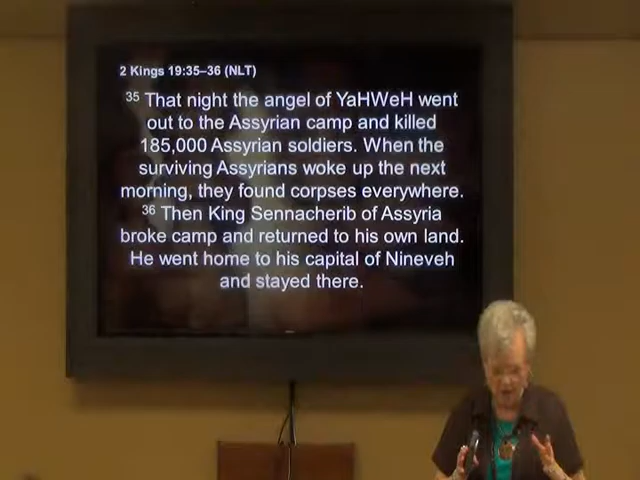 2 Kings 19:35–36 (NLT)
35 That night the angel of YaHWeH went
out to the Assyrian camp and killed
185,000 Assyrian soldiers. When the
surviving Assyrians woke up the next
morning, they found corpses everywhere.
36 Then King Sennacherib of Assyria
broke camp and returned to his own land.
He went home to his capital of Nineveh
and stayed there.